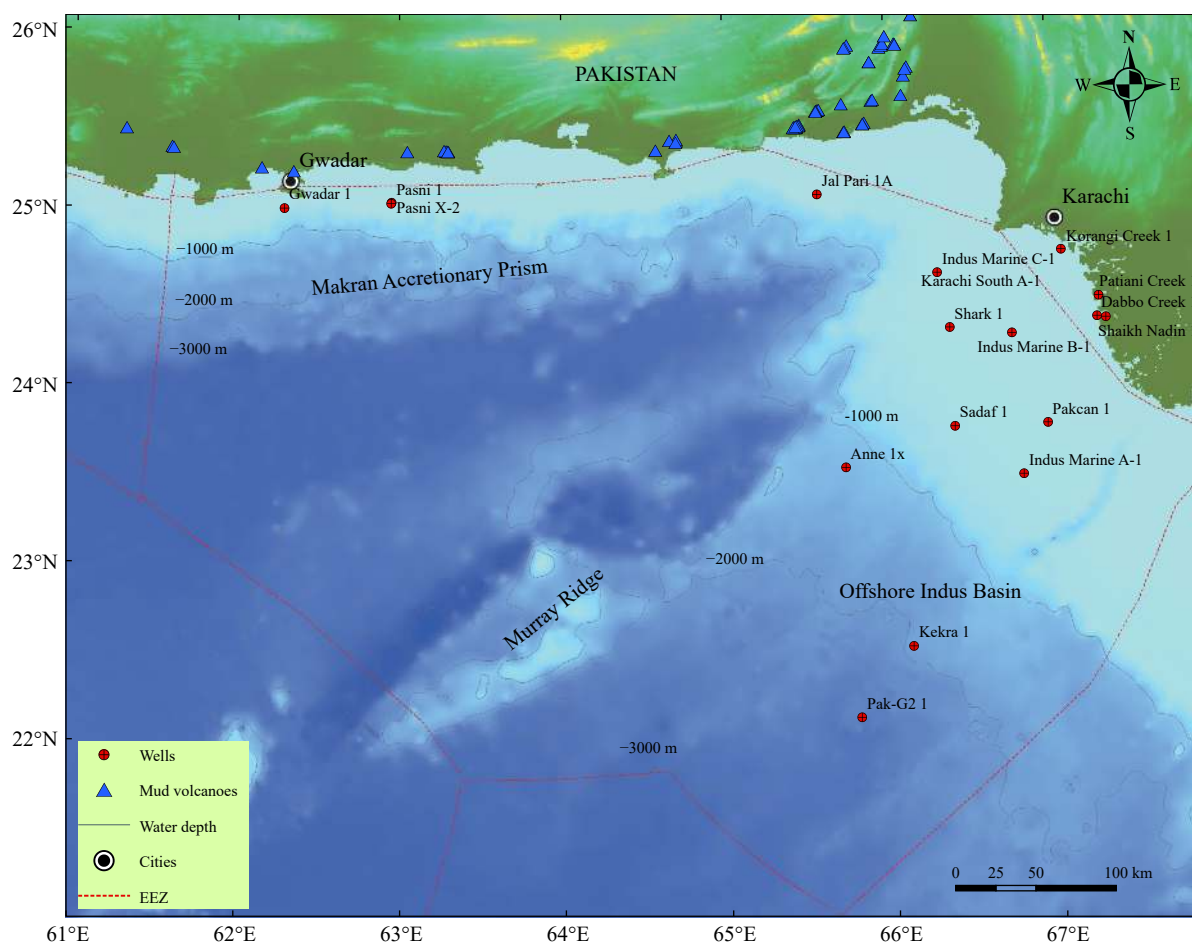 26°N
25°N
24°N
23°N
22°N
61°E
62°E
63°E
64°E
65°E
66°E
67°E
PAKISTAN
N
W
E
S
Gwadar
Gwadar 1
Pasni 1
Pasni X-2
Jal Pari 1A
Karachi
Korangi Creek 1
Indus Marine C-1
Karachi South A-1
Patiani Creek
Dabbo Creek
Shaikh Nadin
Shark 1
Indus Marine B-1
−1000 m
Makran Accretionary Prism
−2000 m
−3000 m
-1000 m
Sadaf 1
Pakcan 1
Anne 1x
Indus Marine A-1
−2000 m
Murray Ridge
Offshore Indus Basin
Kekra 1
Pak-G2 1
−3000 m
Wells
Mud volcanoes
Water depth
Cities
EEZ
0 25 50 100 km